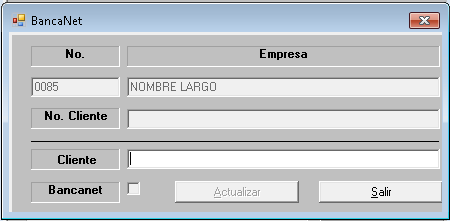 BancaNet
No. Empresa
0085 NOMBRE LARGO
No. Cliente
Cliente
Bancanet Actualizar Salir